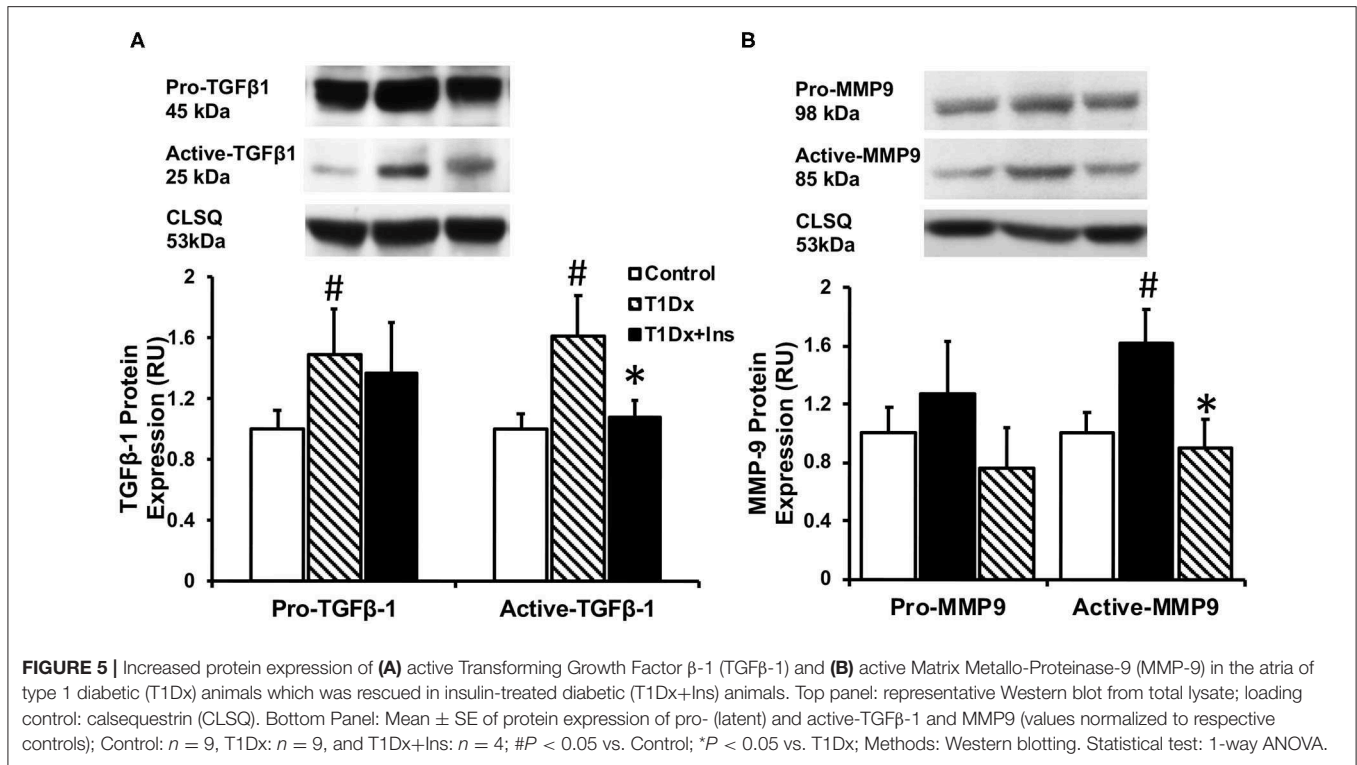 A
Pro-TGFβ1
45 kDa
Active-TGFβ1
25 kDa
CLSQ
53kDa
TGFβ-1 Protein
Expression (RU)
2
1.6
1.2
0.8
0.4
0
#
#
*
Control
T1Dx
T1Dx+Ins
Pro-TGFβ-1
Active-TGFβ-1
B
Pro-MMP9
98 kDa
Active-MMP9
85 kDa
CLSQ
53kDa
MMP-9 Protein
Expression (RU)
2
1.6
1.2
0.8
0.4
0
#
*
Pro-MMP9
Active-MMP9
FIGURE 5 | Increased protein expression of (A) active Transforming Growth Factor β-1 (TGFβ-1) and (B) active Matrix Metallo-Proteinase-9 (MMP-9) in the atria of
type 1 diabetic (T1Dx) animals which was rescued in insulin-treated diabetic (T1Dx+Ins) animals. Top panel: representative Western blot from total lysate; loading
control: calsequestrin (CLSQ). Bottom Panel: Mean ± SE of protein expression of pro- (latent) and active-TGFβ-1 and MMP9 (values normalized to respective
controls); Control: n = 9, T1Dx: n = 9, and T1Dx+Ins: n = 4; #P < 0.05 vs. Control; *P < 0.05 vs. T1Dx; Methods: Western blotting. Statistical test: 1-way ANOVA.